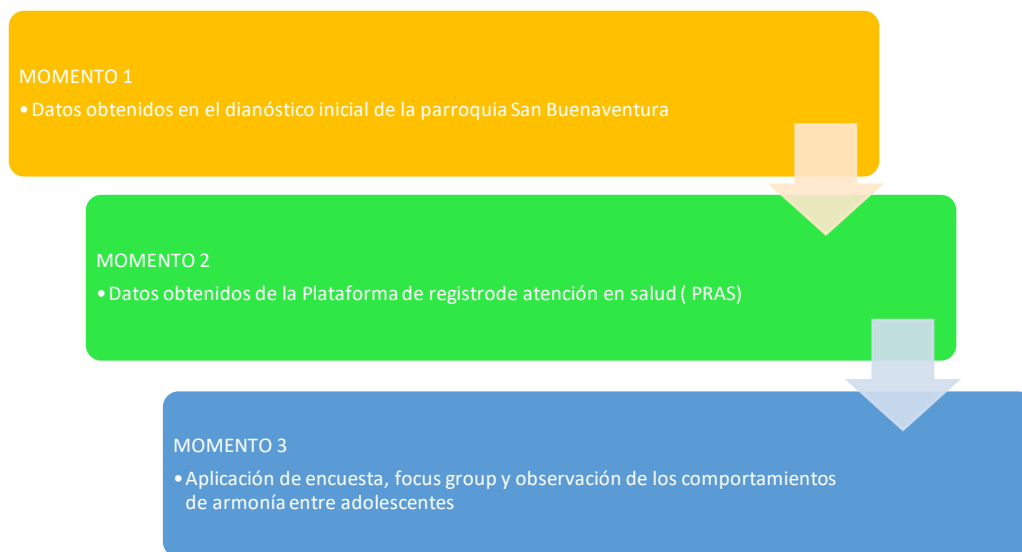 MOMENTO 1
• Datos obtenidos en el dianóstico inicial de la parroquia San Buenaventura
MOMENTO 2
• Datos obtenidos de la Plataforma de registrode atención en salud ( PRAS)
MOMENTO 3
• Aplicación de encuesta, focus group y observación de los comportamientos
de armonía entre adolescentes